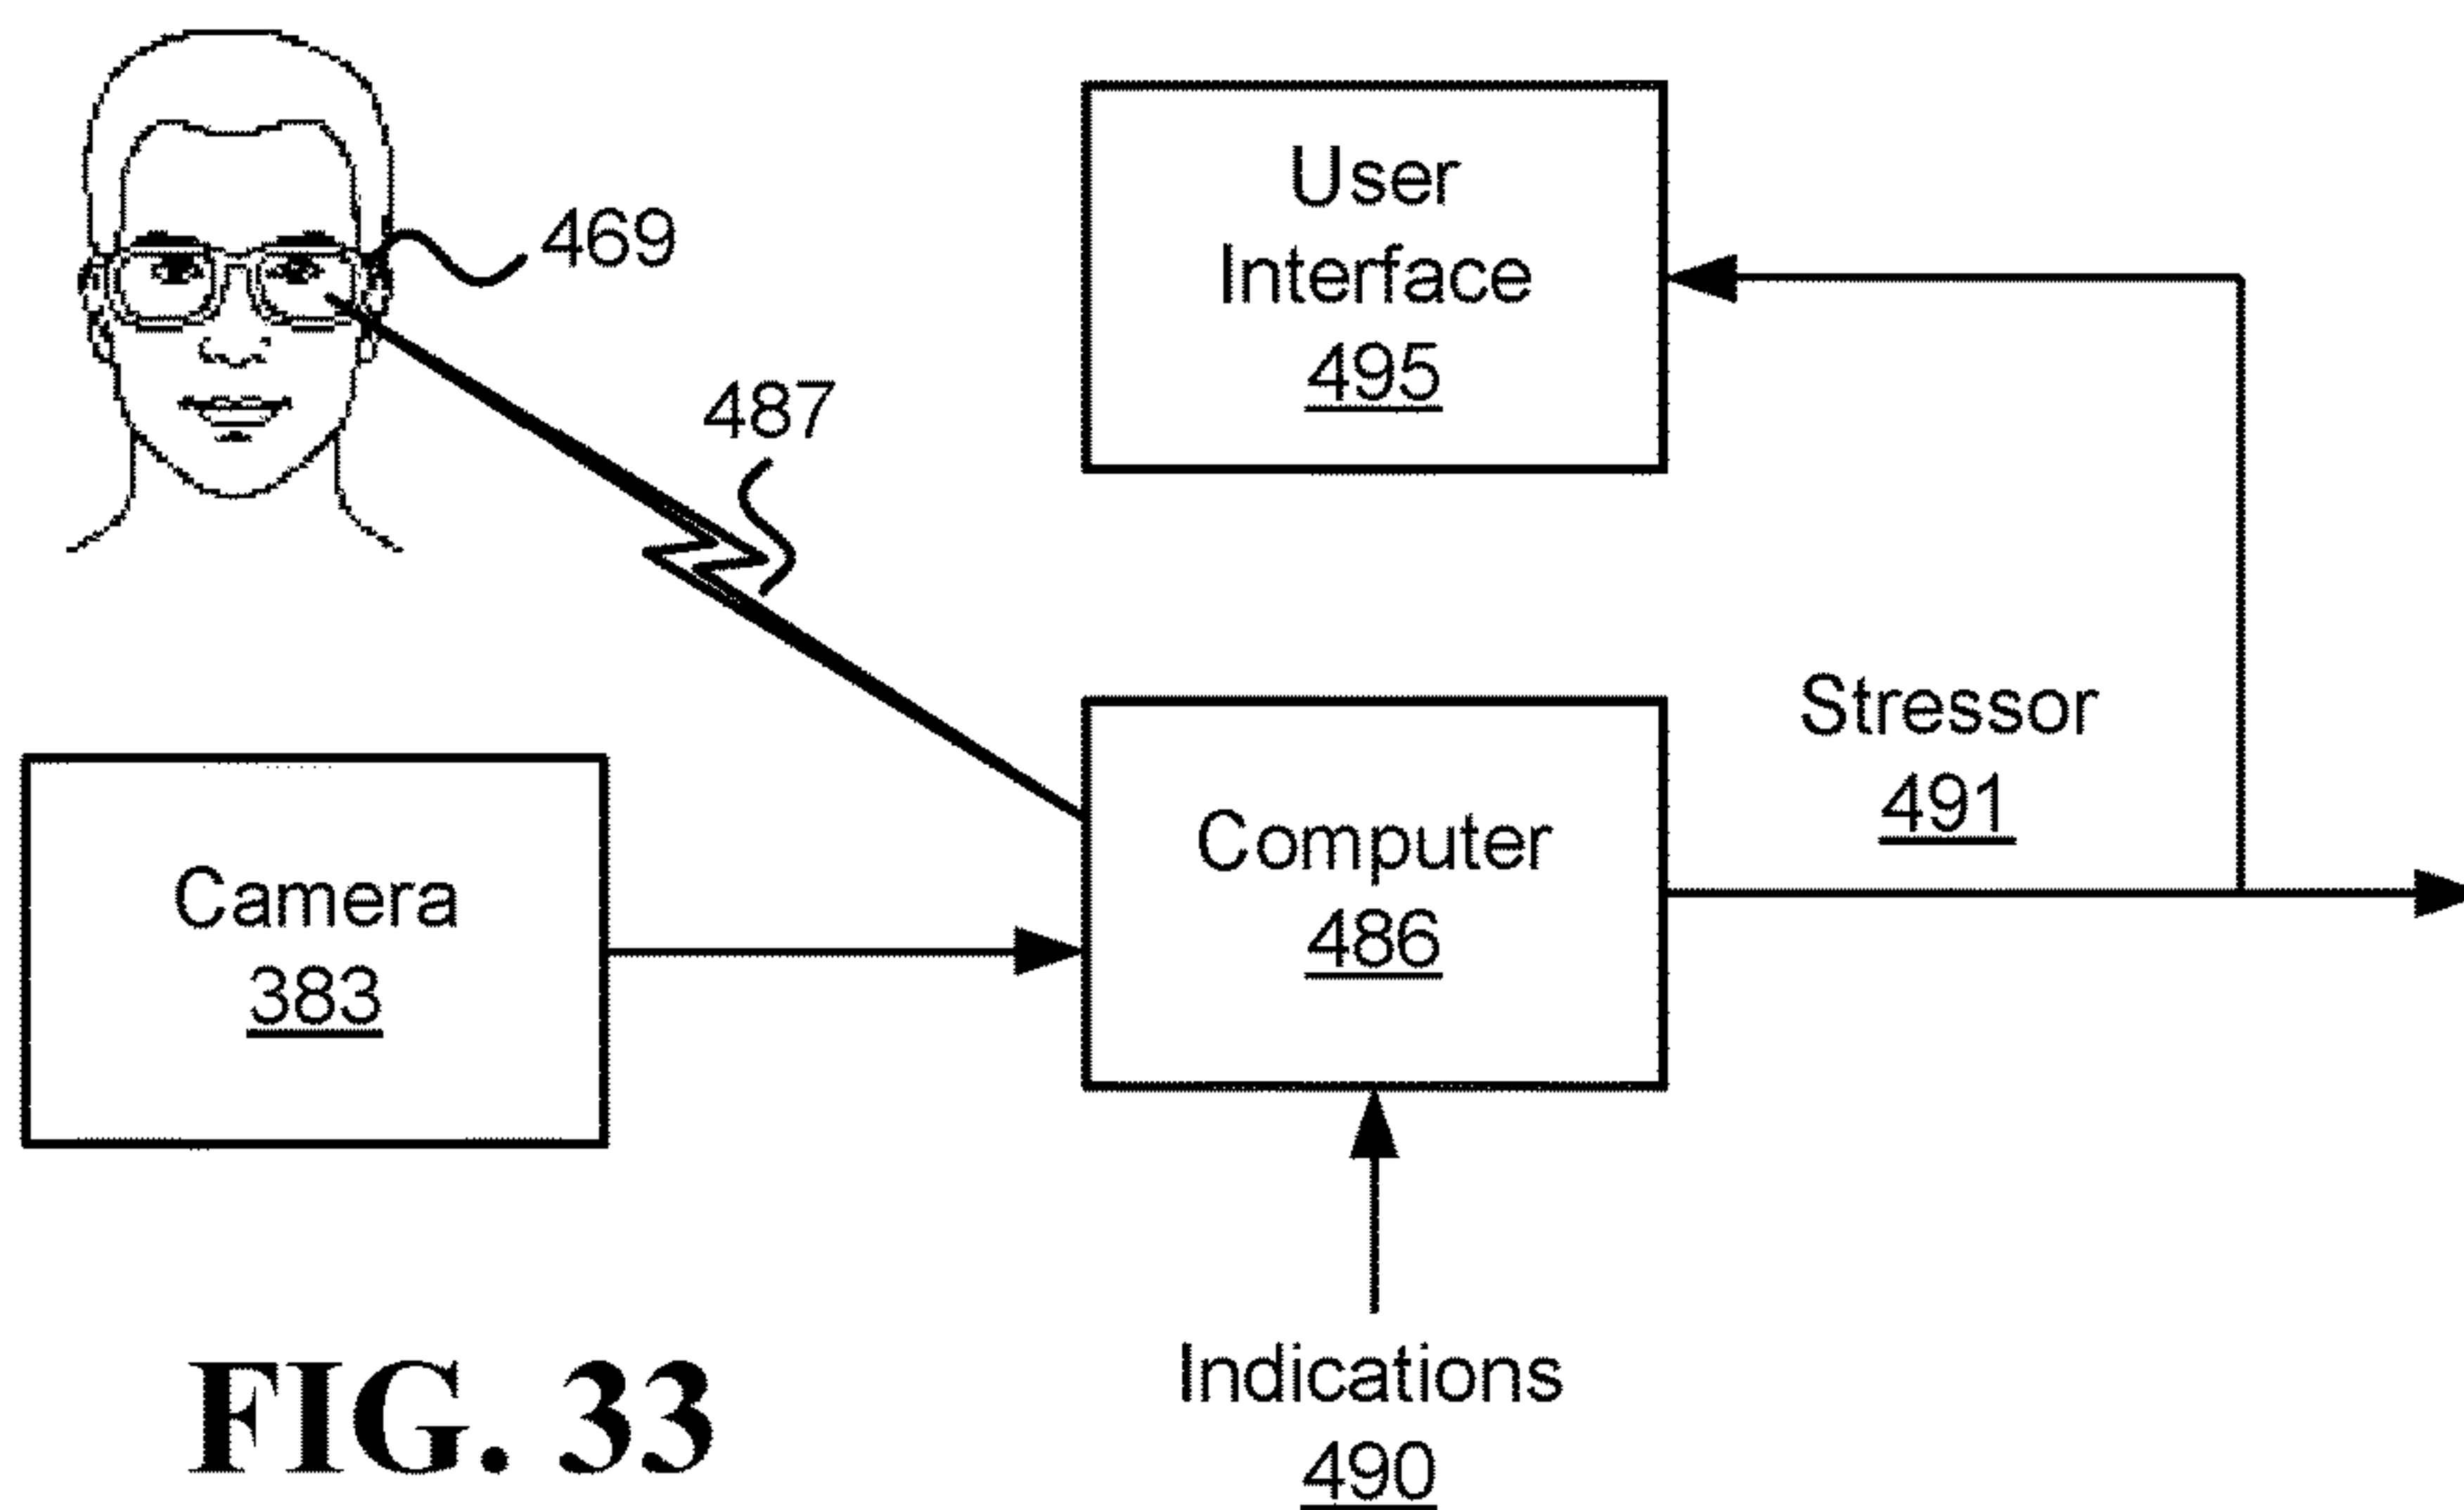 469
User
Interface
495
487
Stressor
491
Computer
486
Camera
383
Indications
490
FIG. 33